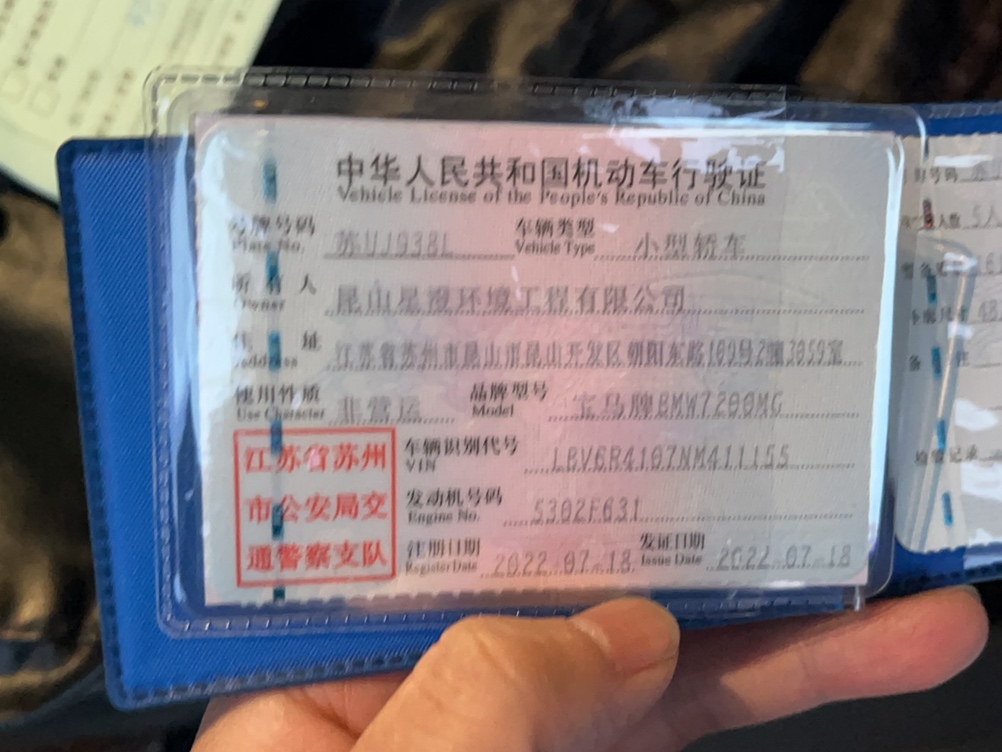 中华人民共和国机动车行驶证
Vehicle License of the People's Republic of China
号牌号码 车辆类型 小型轿车
Plate No. 苏UJ938L Vehicle Type
所有人 昆山星澄环境工程有限公司
Owner
住址 江苏省苏州市昆山市昆山开发区朝阳东路109号2幢3059室
Address
使用性质 非营运 品牌型号 宝马牌BMW7200MG
Use Character Model
江苏省苏州
市公安局交
通警察支队
车辆识别代号 LBV6R4107NM411155
VIN
发动机号码 5302F631
Engine No.
注册日期 2022-07-18 发证日期 2022-07-18
Register Date Issue Date
检验记录